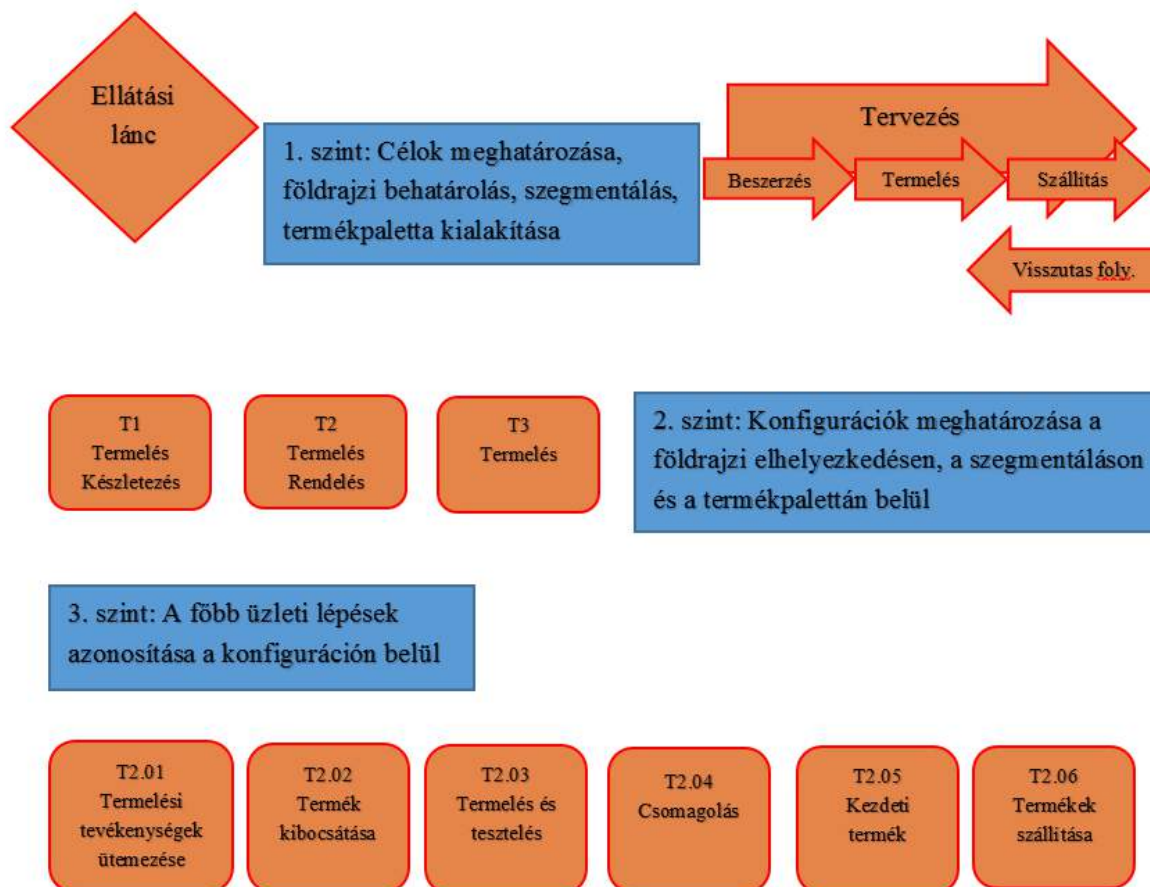 Ellátási
lánc
1. szint: Célok meghatározása,
földrajzi behatárolás, szegmentálás,
termékpaletta kialakítása
Tervezés
Beszerzés
Termelés
Szállítás
Visszutas foly.
T1
Termelés
Készletezés
T2
Termelés
Rendelés
T3
Termelés
2. szint: Konfigurációk meghatározása a
földrajzi elhelyezkedésen, a szegmentáláson
és a termékpalettán belül
3. szint: A főbb üzleti lépések
azonosítása a konfiguráción belül
T2.01
Termelési
tevékenységek
ütemezése
T2.02
Termék
kibocsátása
T2.03
Termelés és
tesztelés
T2.04
Csomagolás
T2.05
Kezdeti
termék
T2.06
Termékek
szállítása